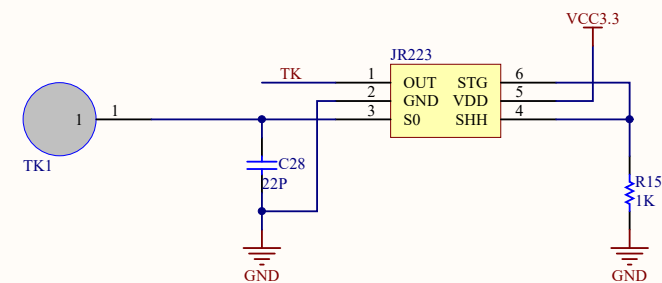 VCC3.3
JR223
TK 1 OUT STG 6
2 GND VDD 5
1 1 3 S0 SHH 4
TK1
C28
22P
R15
1K
GND GND